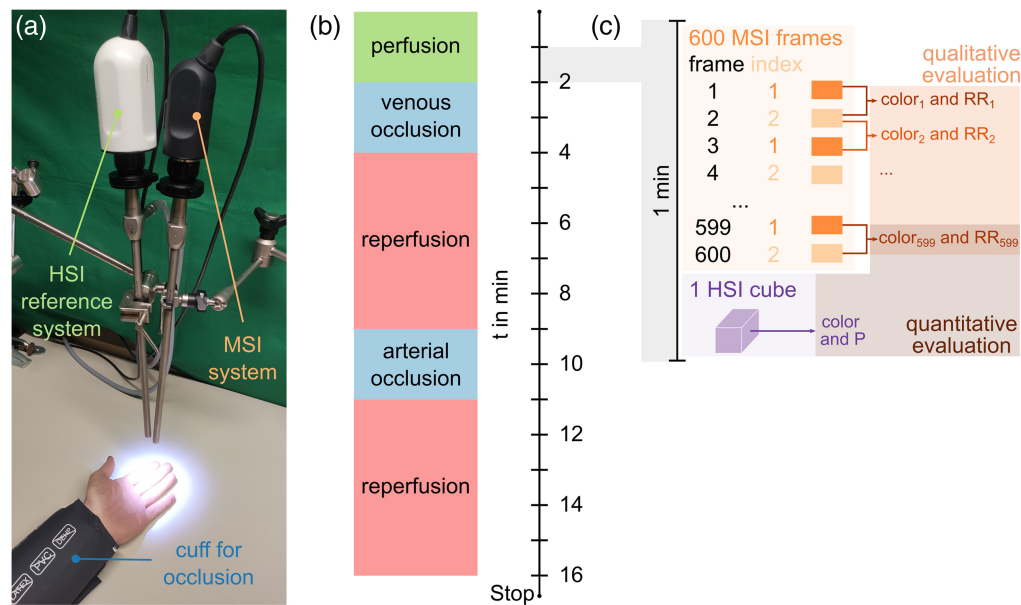 (a)
HSI
reference
system
MSI
system
LATEX
PVC
DEHP
cuff for
occlusion
(b)
perfusion
venous
occlusion
reperfusion
arterial
occlusion
reperfusion
t in min
2
4
6
8
10
12
14
16
Stop
(c)
1 min
600 MSI frames
frame index
1 1
2 2
3 1
4 2
...
599 1
600 2
qualitative
evaluation
color₁ and RR₁
color₂ and RR₂
...
color₅₉₉ and RR₅₉₉
1 HSI cube
color
and P
quantitative
evaluation